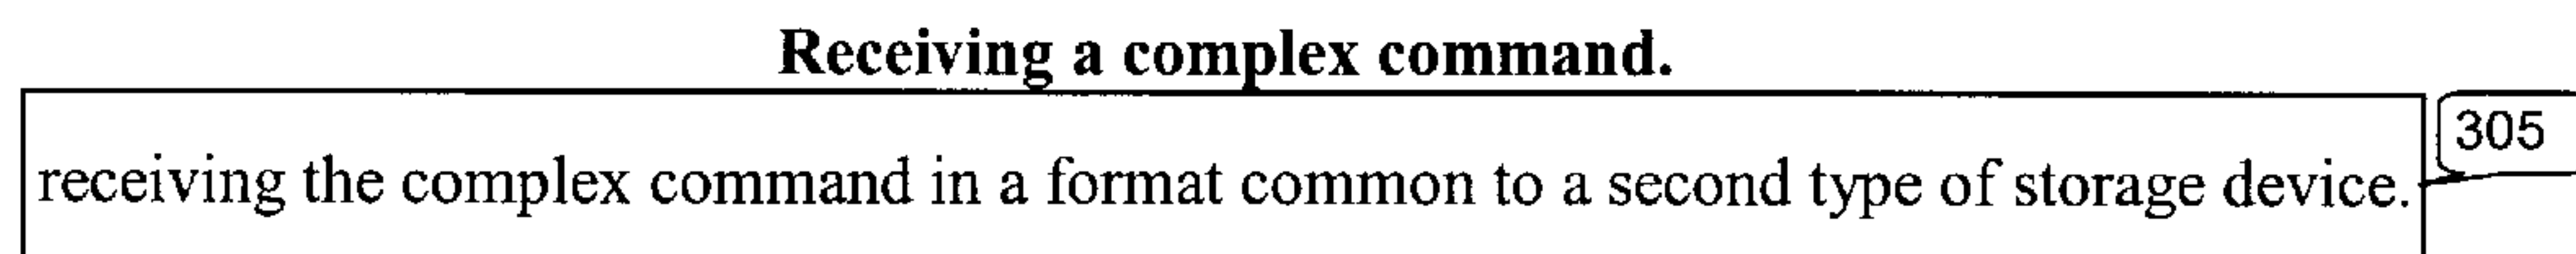 Receiving a complex command.
305
receiving the complex command in a format common to a second type of storage device.